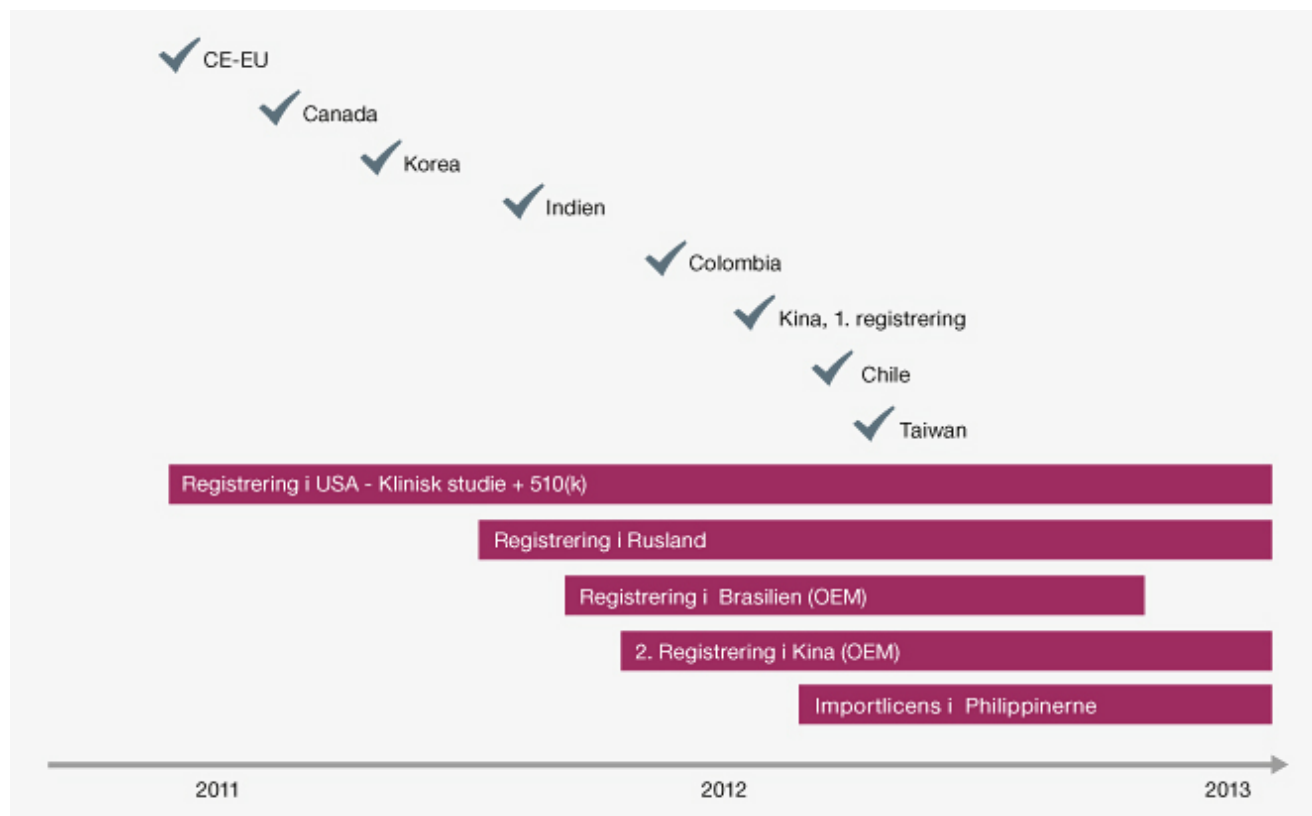 CE-EU
Canada
Korea
Indien
Colombia
Kina, 1. registrering
Chile
Taiwan
Registrering i USA - Klinisk studie + 510(k)
Registrering i Rusland
Registrering i Brasilien (OEM)
2. Registrering i Kina (OEM)
Importlicens i Philippinerne
2011 2012 2013